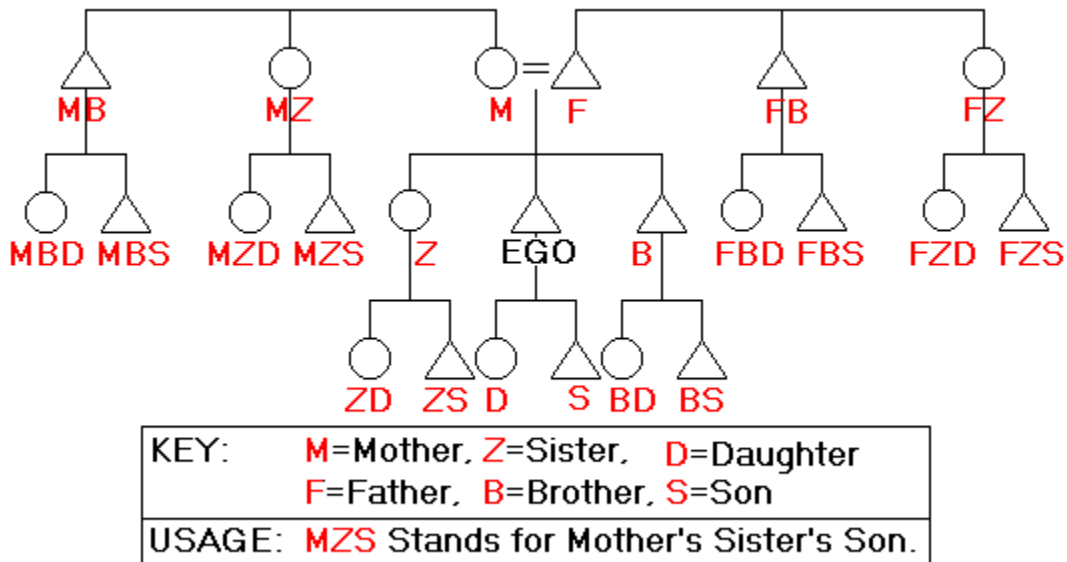 MB MZ M = F FB FZ
MBD MBS MZD MZS Z EGO B FBD FBS FZD FZS
ZD ZS D S BD BS
KEY: M=Mother, Z=Sister, D=Daughter
F=Father, B=Brother, S=Son
USAGE: MZS Stands for Mother's Sister's Son.